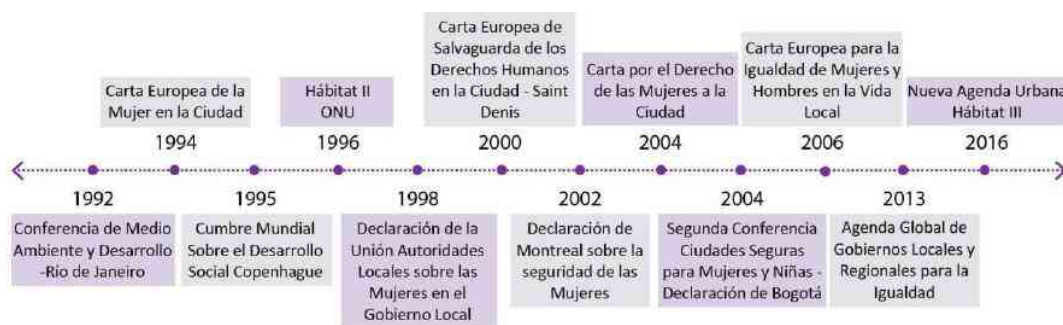 Carta Europea de la
Mujer en la Ciudad
1994
Hábitat II
ONU
1996
Carta Europea de
Salvaguarda de los
Derechos Humanos
en la Ciudad - Saint
Denis
2000
Carta por el Derecho
de las Mujeres a la
Ciudad
2004
Carta Europea para la
Igualdad de Mujeres y
Hombres en la Vida
Local
2006
Nueva Agenda Urbana
Hábitat III
2016
1992
Conferencia de Medio
Ambiente y Desarrollo
-Río de Janeiro
1995
Cumbre Mundial
Sobre el Desarrollo
Social Copenhague
1998
Declaración de la
Unión Autoridades
Locales sobre las
Mujeres en el
Gobierno Local
2002
Declaración de
Montreal sobre la
seguridad de las
Mujeres
2004
Segunda Conferencia
Ciudades Seguras
para Mujeres y Niñas -
Declaración de Bogotá
2013
Agenda Global de
Gobiernos Locales y
Regionales para la
Igualdad